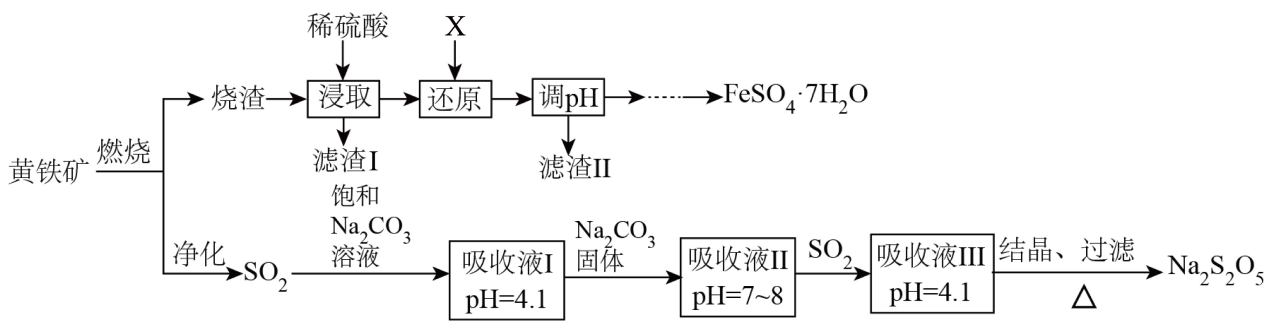 稀硫酸
X
烧渣
浸取
还原
调pH
FeSO₄·7H₂O
滤渣I
滤渣II
黄铁矿
燃烧
净化
SO₂
饱和
Na₂CO₃
溶液
吸收液I
pH=4.1
Na₂CO₃
固体
吸收液II
pH=7~8
SO₂
吸收液III
pH=4.1
结晶、过滤
△
Na₂S₂O₅